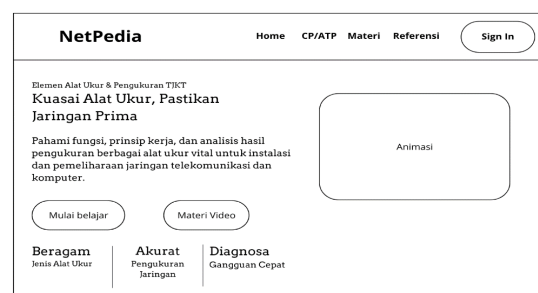 NetPedia
Home CP/ATP Materi Referensi Sign In
Elemen Alat Ukur & Pengukuran TJKT
Kuasai Alat Ukur, Pastikan
Jaringan Prima
Pahami fungsi, prinsip kerja, dan analisis hasil
pengukuran berbagai alat ukur vital untuk instalasi
dan pemeliharaan jaringan telekomunikasi dan
komputer.
Animasi
Mulai belajar Materi Video
Beragam
Jenis Alat Ukur
Akurat
Pengukuran
Jaringan
Diagnosa
Gangguan Cepat